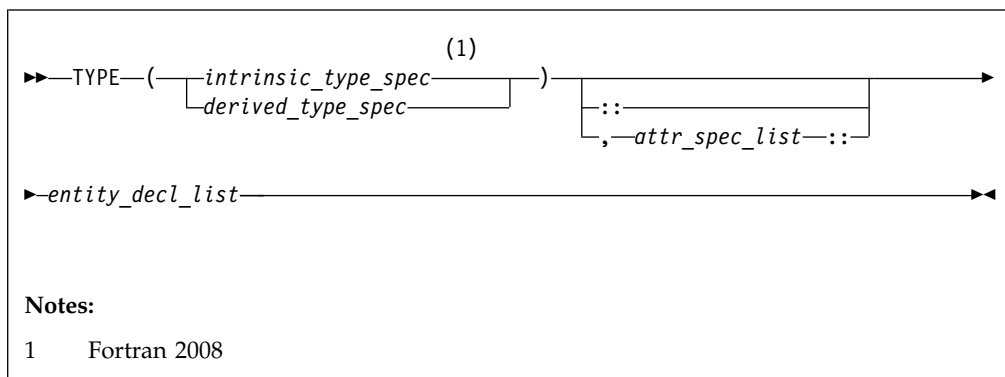 (1)
TYPE ( intrinsic_type_spec )
derived_type_spec ::
, attr_spec_list ::
entity_decl_list
Notes:
1 Fortran 2008